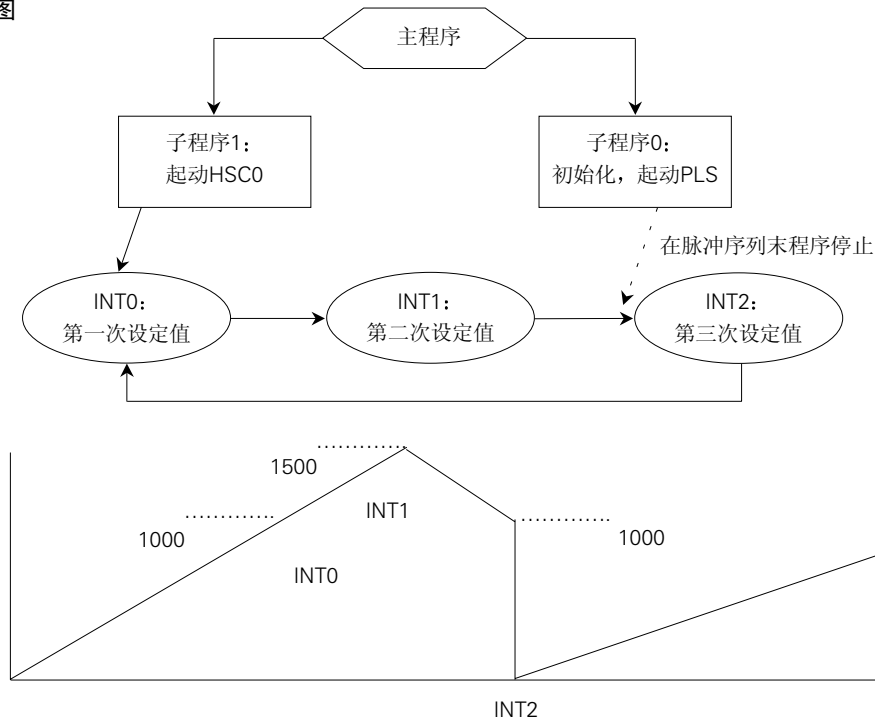 图
主程序
子程序1：
起动HSC0
子程序0：
初始化，起动PLS
在脉冲序列末程序停止
INT0：
第一次设定值
INT1：
第二次设定值
INT2：
第三次设定值
1500
1000
INT1
1000
INT0
INT2